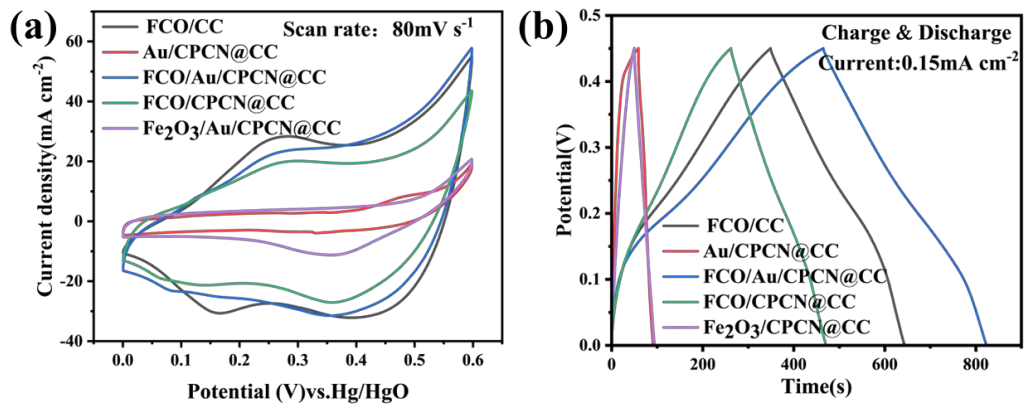 (a)
Scan rate: 80mV s-1
FCO/CC
Au/CPCN@CC
FCO/Au/CPCN@CC
FCO/CPCN@CC
Fe2O3/Au/CPCN@CC
Current density(mA cm-2)
60
40
20
0
-20
-40
0.0 0.1 0.2 0.3 0.4 0.5 0.6
Potential (V)vs.Hg/HgO
(b)
Charge & Discharge
Current:0.15mA cm-2
Potential(V)
0.5
0.4
0.3
0.2
0.1
0.0
FCO/CC
Au/CPCN@CC
FCO/Au/CPCN@CC
FCO/CPCN@CC
Fe2O3/CPCN@CC
0 200 400 600 800
Time(s)